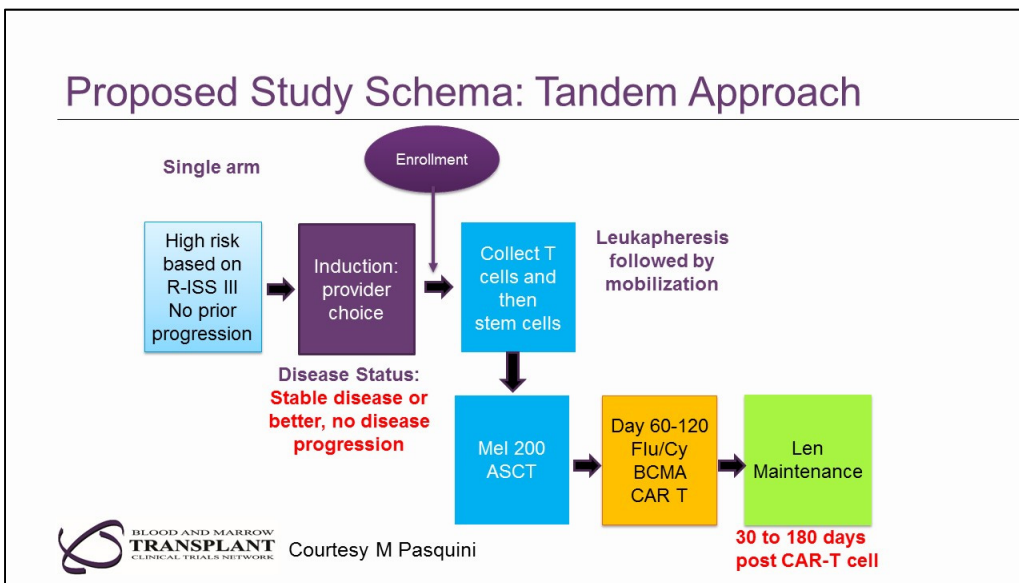 Proposed Study Schema: Tandem Approach
Single arm
Enrollment
High risk
based on
R-ISS III
No prior
progression
Induction:
provider
choice
Collect T
cells and
then
stem cells
Leukapheresis
followed by
mobilization
Disease Status:
Stable disease or
better, no disease
progression
Mel 200
ASCT
Day 60-120
Flu/Cy
BCMA
CAR T
Len
Maintenance
30 to 180 days
post CAR-T cell
BLOOD AND MARROW
TRANSPLANT
CLINICAL TRIALS NETWORK
Courtesy M Pasquini